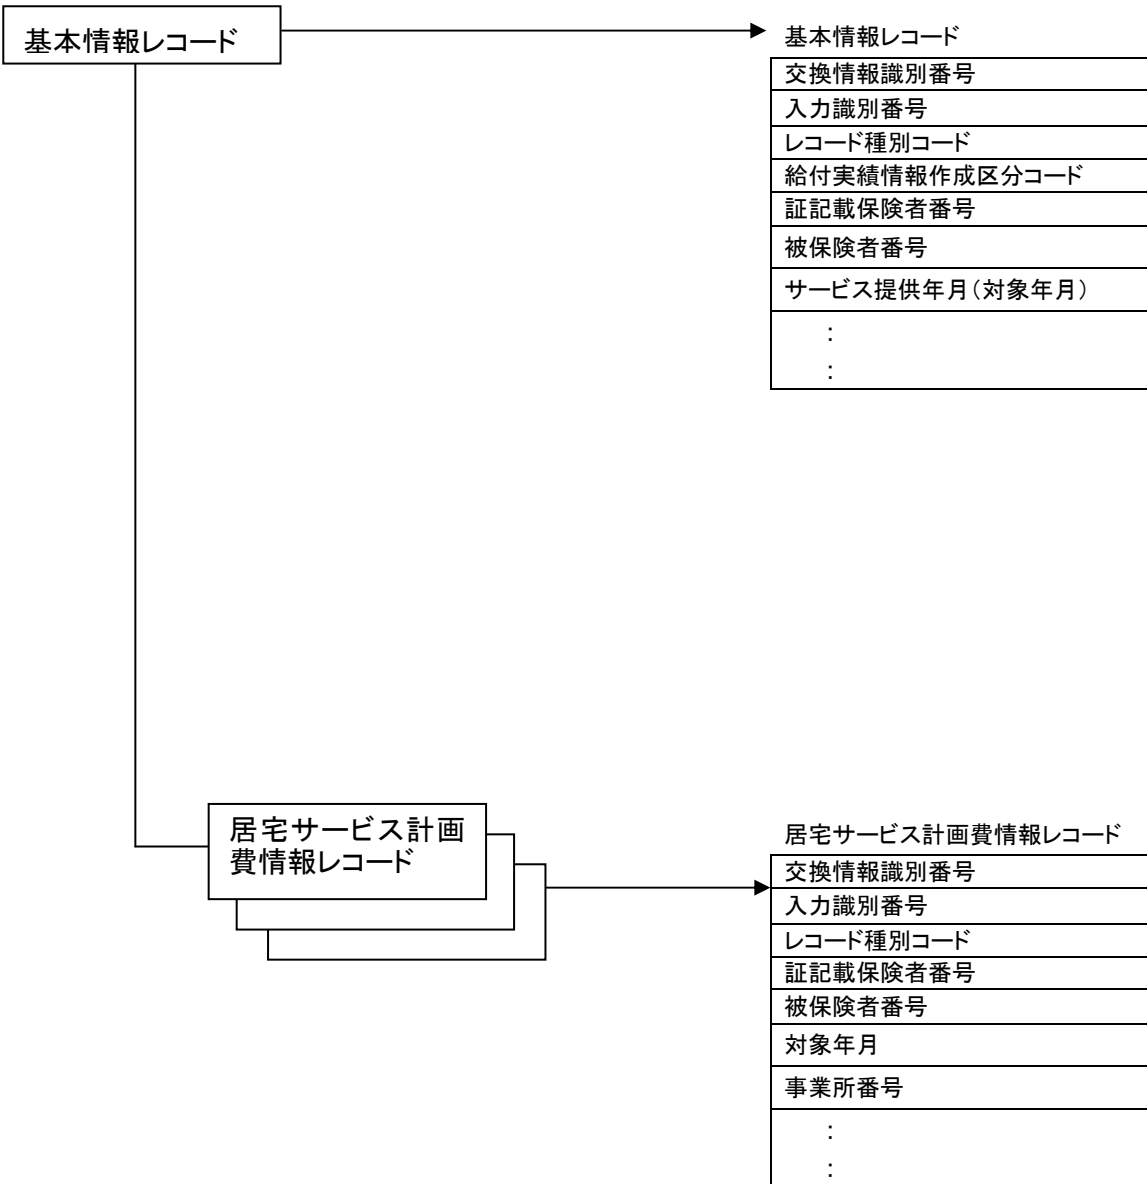 基本情報レコード
基本情報レコード
交換情報識別番号
入力識別番号
レコード種別コード
給付実績情報作成区分コード
証記載保険者番号
被保険者番号
サービス提供年月(対象年月)
:
:
居宅サービス計画
費情報レコード
居宅サービス計画費情報レコード
交換情報識別番号
入力識別番号
レコード種別コード
証記載保険者番号
被保険者番号
対象年月
事業所番号
:
: